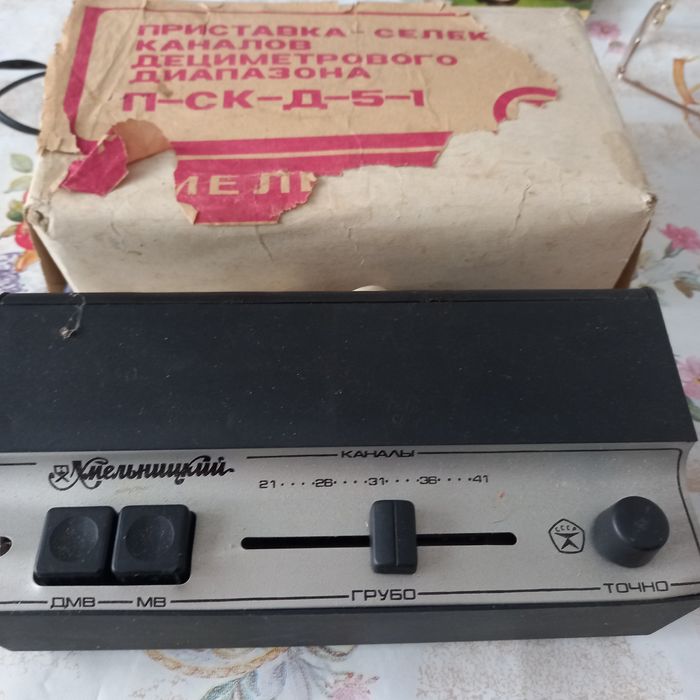 ПРИСТАВКА - СЕЛЕК
КАНАЛОВ
ДЕЦИМЕТРОВОГО
ДИАПАЗОНА
П-СК-Д-5-1
МЕЛЬ
Хмельницкий
КАНАЛЫ
21 . . . . 26 . . . . 31 . . . . 36 . . . . 41
СССР
ДМВ МВ ГРУБО ТОЧНО